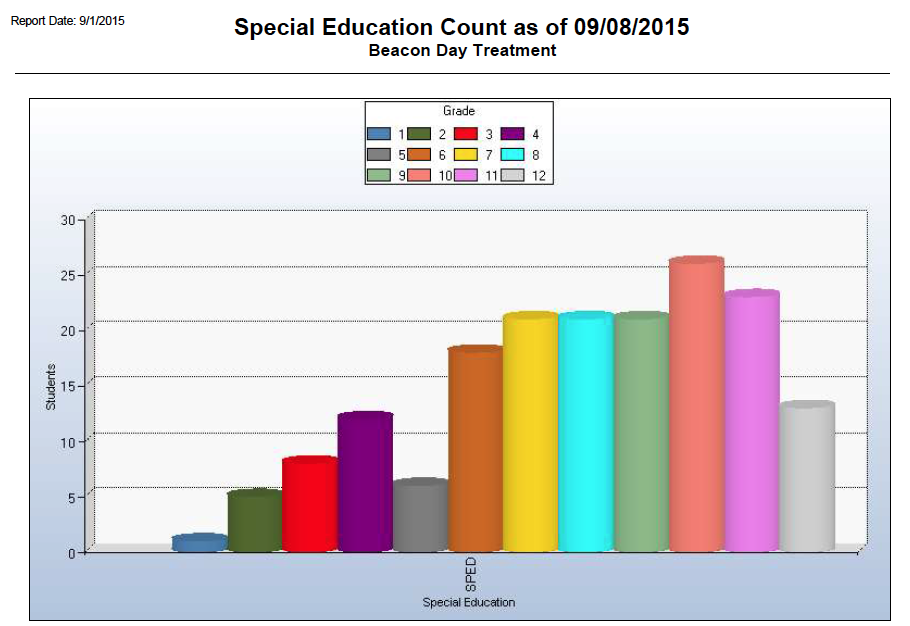 Report Date: 9/1/2015
Special Education Count as of 09/08/2015
Beacon Day Treatment
Grade
1 2 3 4
5 6 7 8
9 10 11 12
30
25
20
15
10
5
0
Students
SPED
Special Education